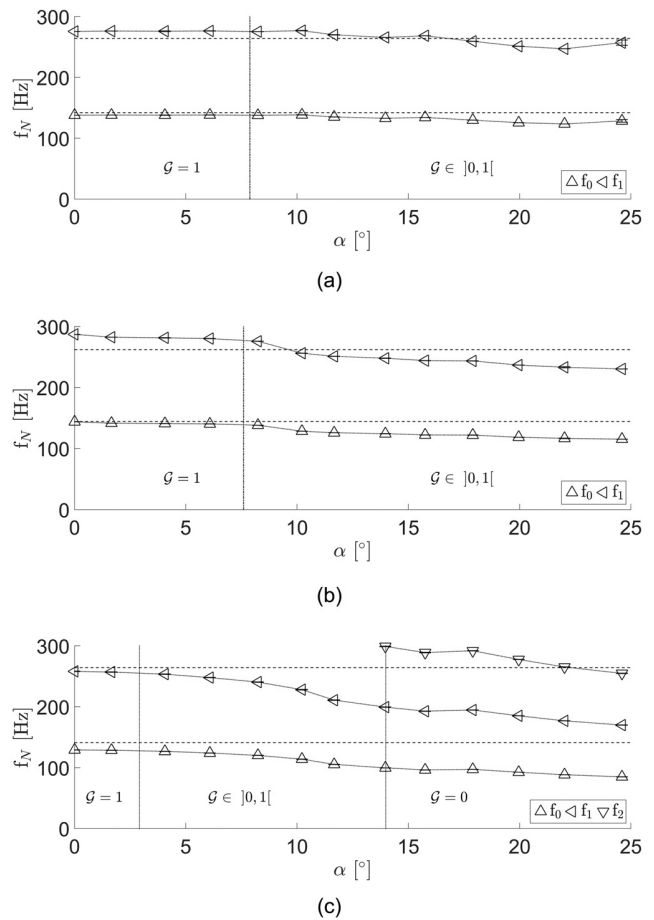 300
200
100
0
f_N [Hz]
𝒢 = 1
𝒢 ∈ ]0,1[
△ f₀ ◁ f₁
0 5 10 15 20 25
α [°]
(a)
300
200
100
0
f_N [Hz]
𝒢 = 1
𝒢 ∈ ]0,1[
△ f₀ ◁ f₁
0 5 10 15 20 25
α [°]
(b)
300
200
100
0
f_N [Hz]
𝒢 = 1
𝒢 ∈ ]0,1[
𝒢 = 0
△ f₀ ◁ f₁ ▽ f₂
0 5 10 15 20 25
α [°]
(c)